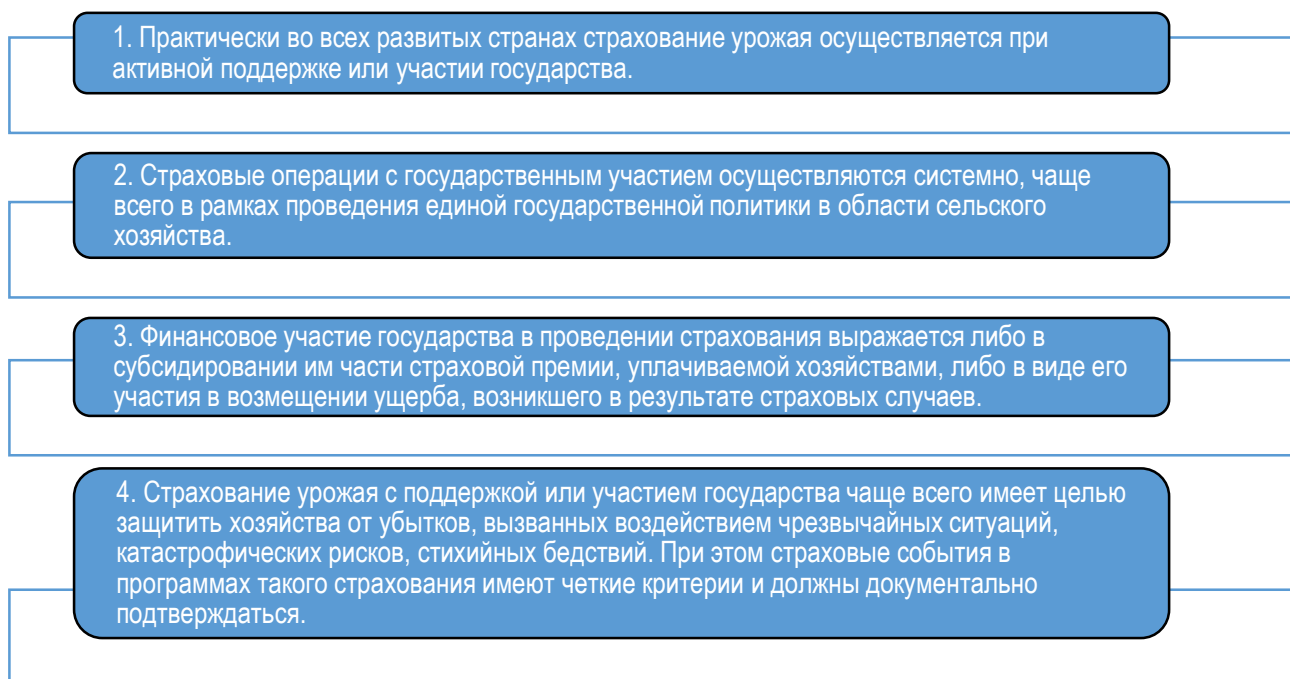 1. Практически во всех развитых странах страхование урожая осуществляется при
активной поддержке или участии государства.
2. Страховые операции с государственным участием осуществляются системно, чаще
всего в рамках проведения единой государственной политики в области сельского
хозяйства.
3. Финансовое участие государства в проведении страхования выражается либо в
субсидировании им части страховой премии, уплачиваемой хозяйствами, либо в виде его
участия в возмещении ущерба, возникшего в результате страховых случаев.
4. Страхование урожая с поддержкой или участием государства чаще всего имеет целью
защитить хозяйства от убытков, вызванных воздействием чрезвычайных ситуаций,
катастрофических рисков, стихийных бедствий. При этом страховые события в
программах такого страхования имеют четкие критерии и должны документально
подтверждаться.